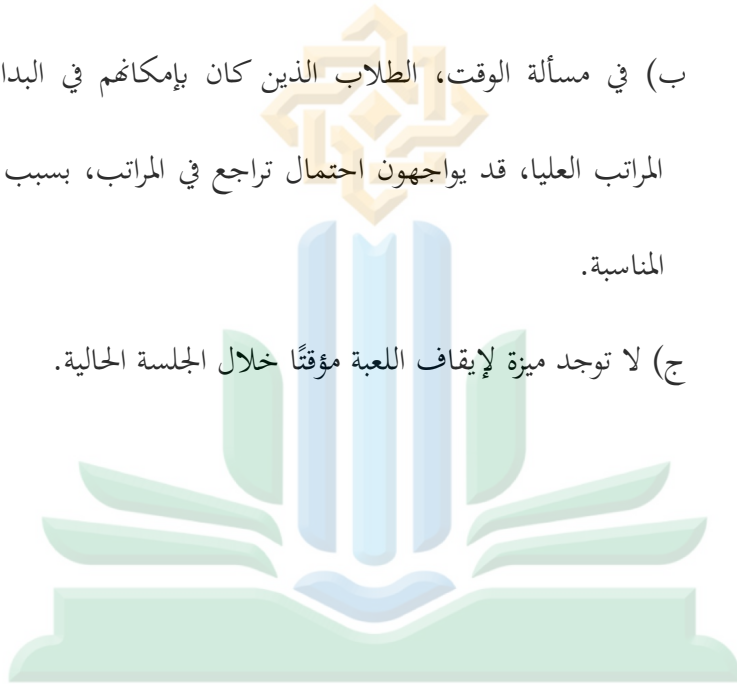 ب) في مسألة الوقت، الطلاب الذين كان بإمكانهم في البدا
المراتب العليا، قد يواجهون احتمال تراجع في المراتب، بسبب
المناسبة.
ج) لا توجد ميزة لإيقاف اللعبة مؤقتًا خلال الجلسة الحالية.